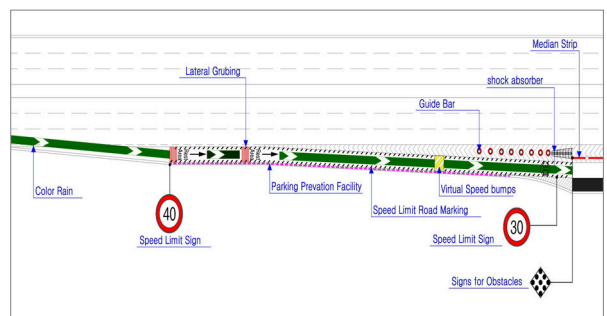 Median Strip
Lateral Grubing
shock absorber
Guide Bar
Color Rain
Parking Prevation Facility
Virtual Speed bumps
40
Speed Limit Road Marking
30
Speed Limit Sign
Speed Limit Sign
Signs for Obstacles